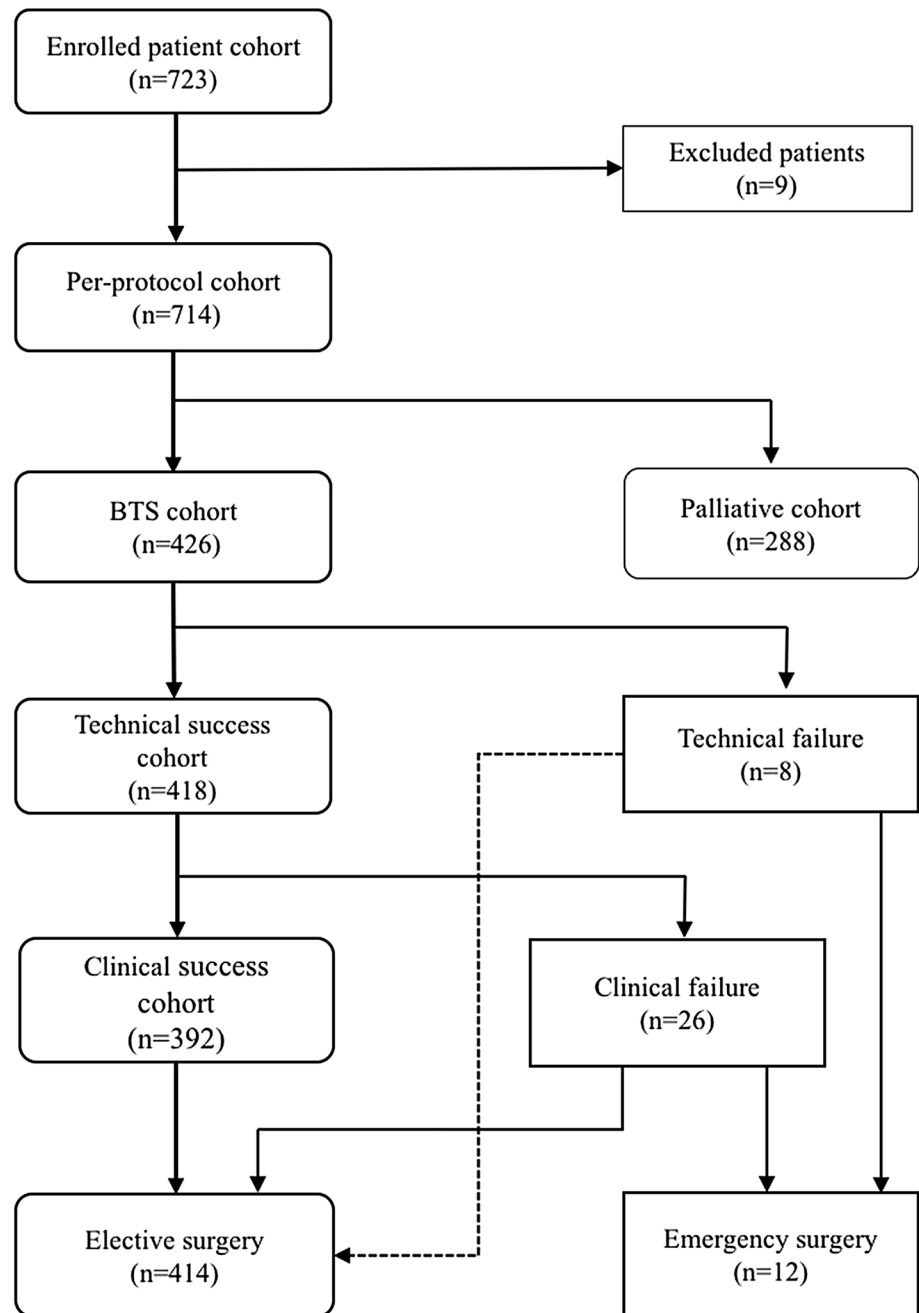 Enrolled patient cohort
(n=723)
Excluded patients
(n=9)
Per-protocol cohort
(n=714)
BTS cohort
(n=426)
Palliative cohort
(n=288)
Technical success
cohort
(n=418)
Technical failure
(n=8)
Clinical success
cohort
(n=392)
Clinical failure
(n=26)
Elective surgery
(n=414)
Emergency surgery
(n=12)